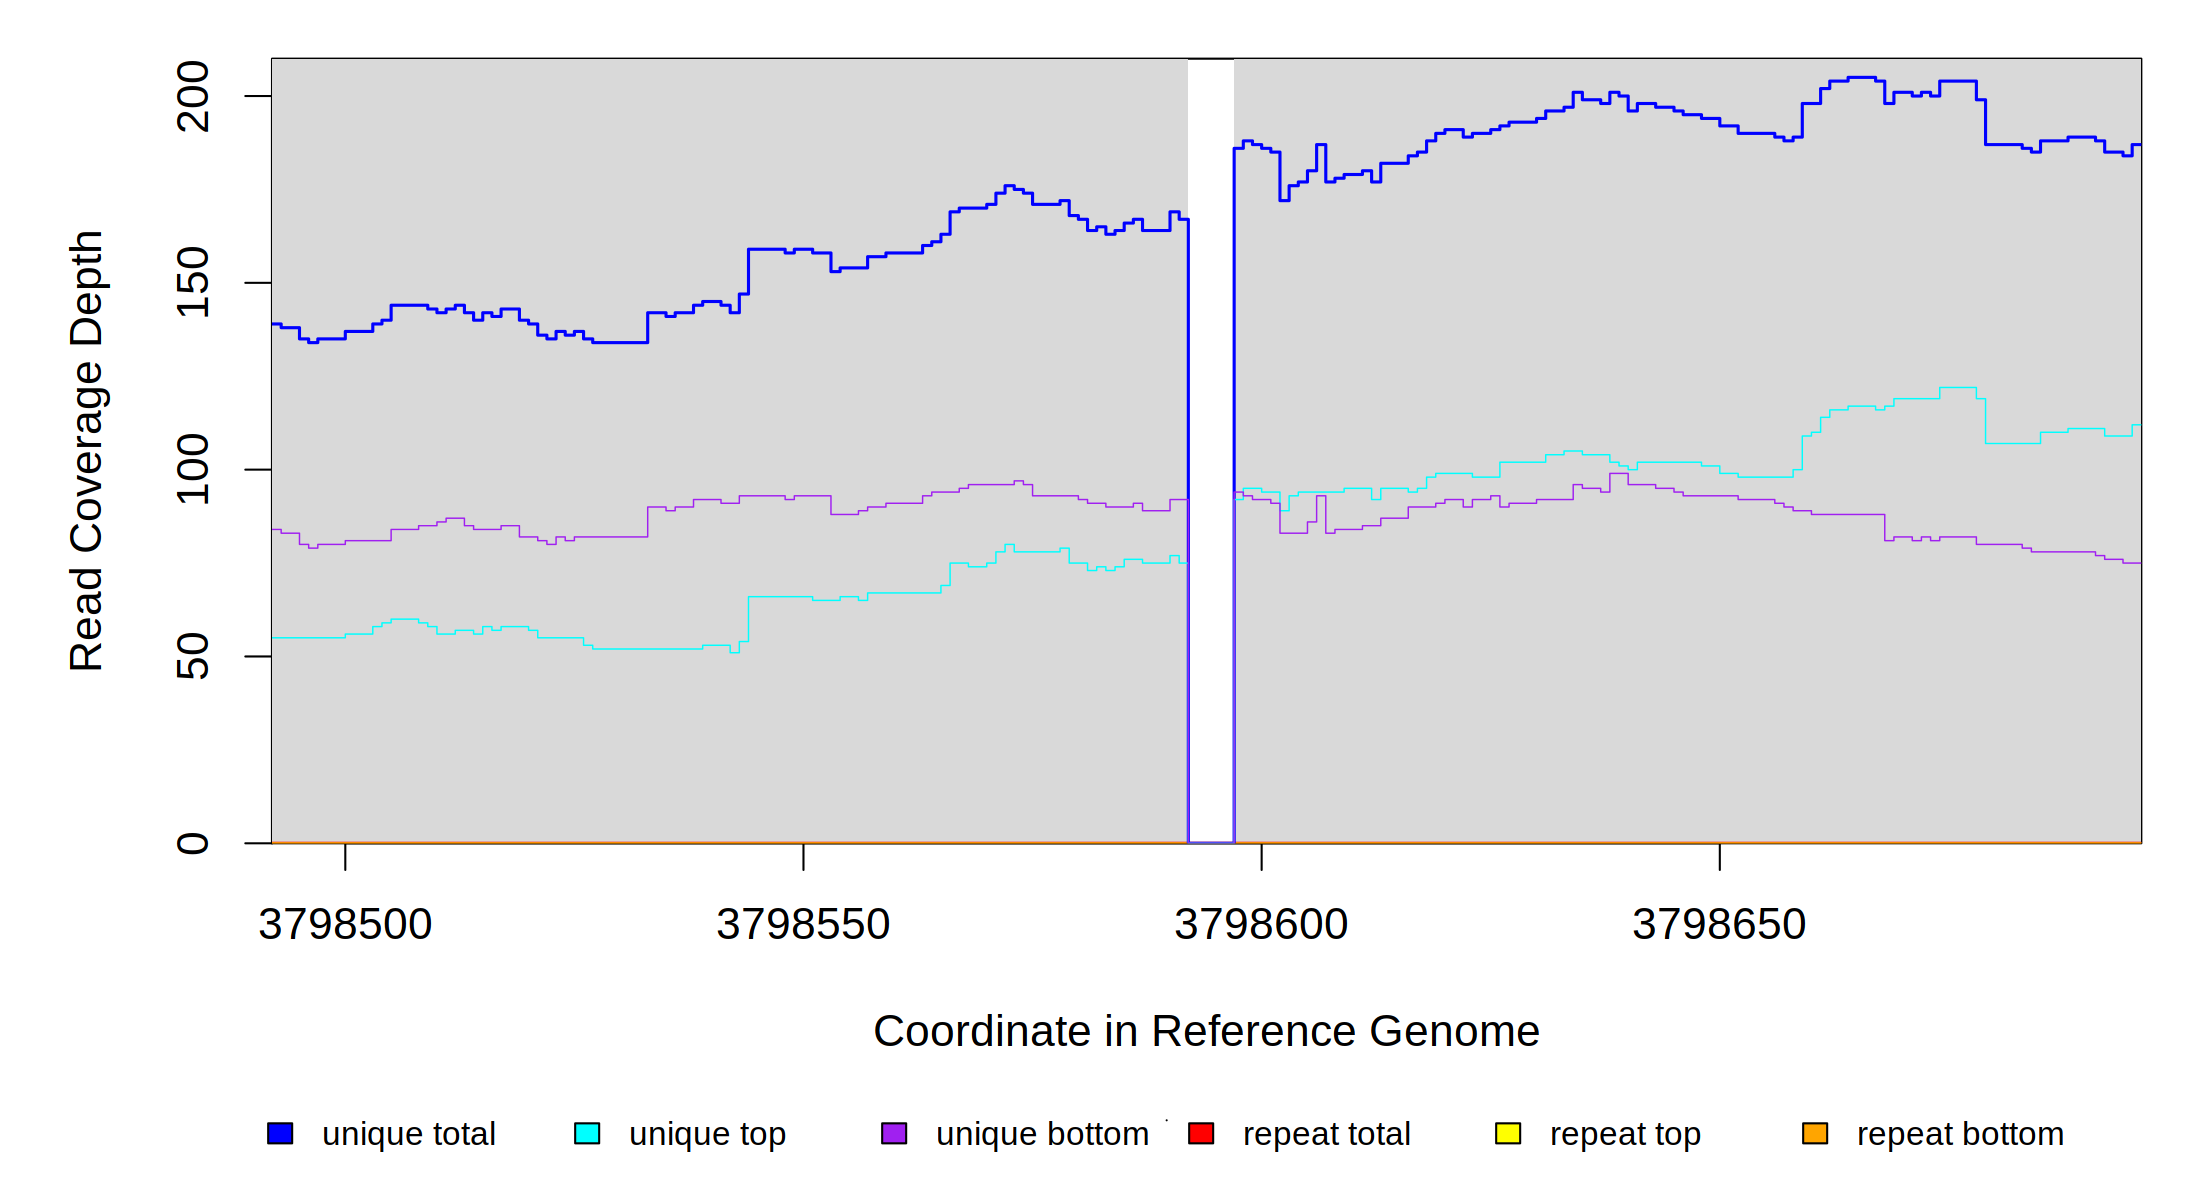 200
150
100
50
0
Read Coverage Depth
3798500 3798550 3798600 3798650
Coordinate in Reference Genome
unique total unique top unique bottom repeat total repeat top repeat bottom